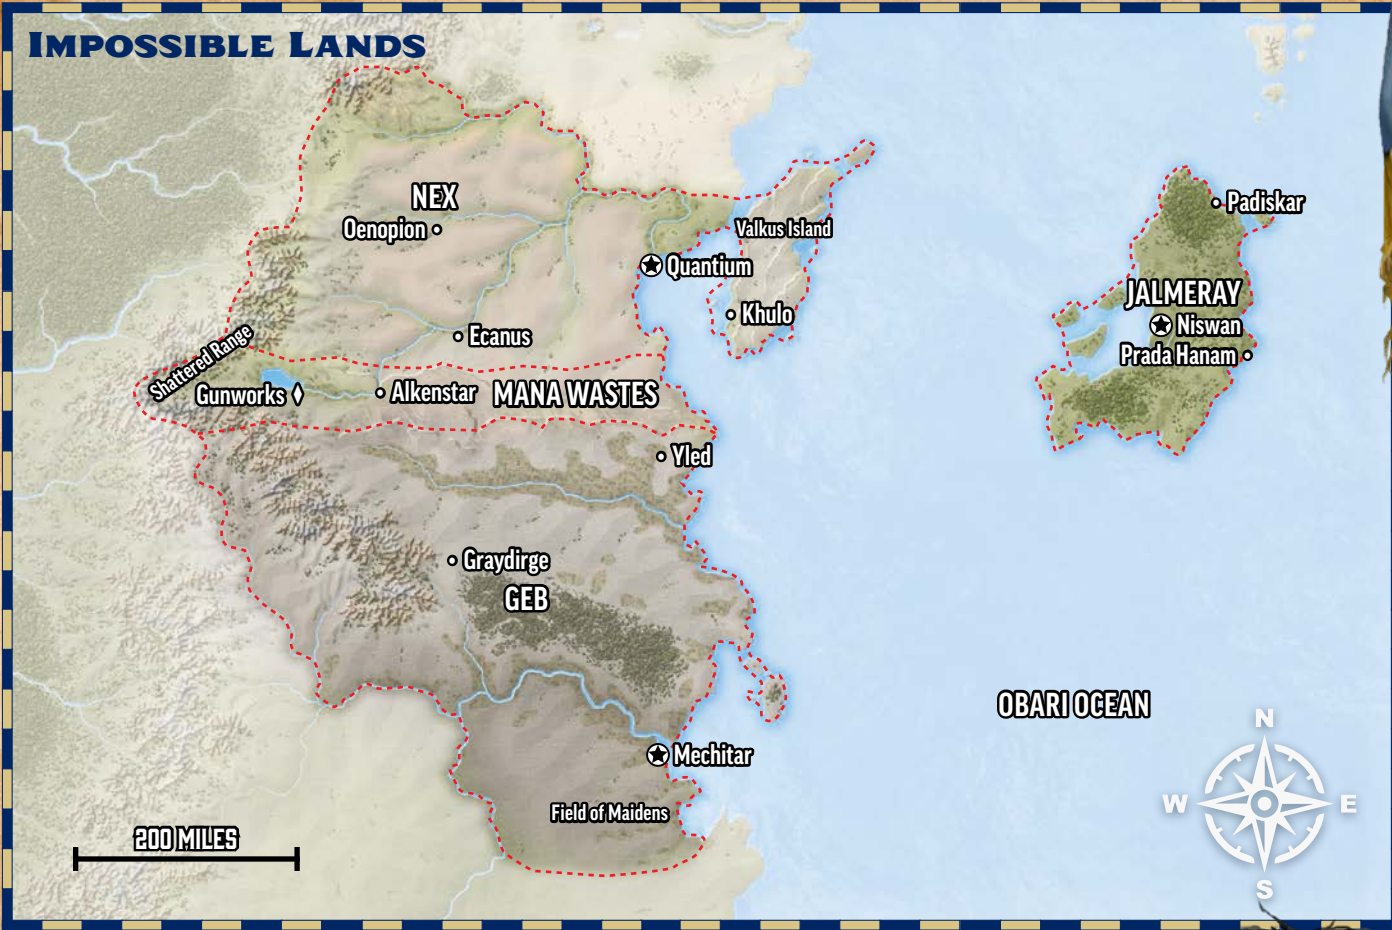 IMPOSSIBLE LANDS
NEX
Oenopion
Padiskar
Valkus Island
Quantium
JALMERAY
Khulo
Niswan
Ecanus
Prada Hanam
Shattered Range
Gunworks
Alkenstar
MANA WASTES
Yled
Graydirge
GEB
OBARI OCEAN
N
Mechitar
W
E
Field of Maidens
200 MILES
S